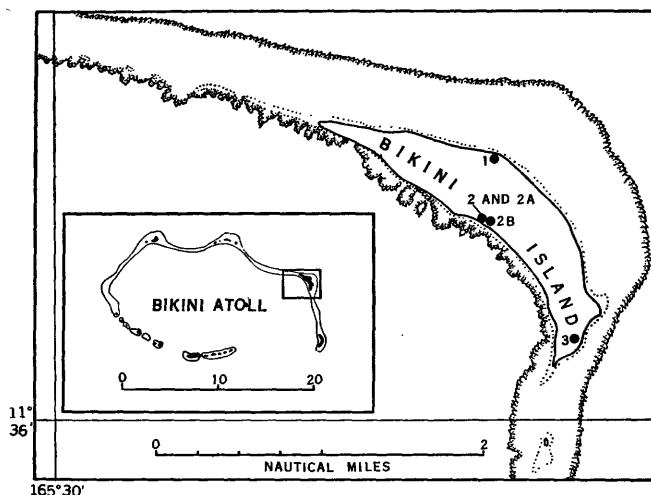 BIKINI ISLAND
1
2 AND 2A
2B
3
BIKINI ATOLL
0 10 20
11°
36'
0 2
NAUTICAL MILES
165°30'